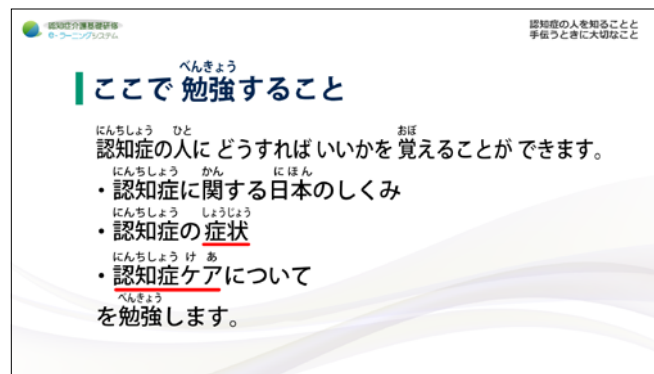 認知症介護基礎研修
e-ラーニングシステム
認知症の人を知ることと
手伝うときに大切なこと
べんきょう
ここで 勉強すること
にんちしょう ひと おぼ
認知症の人に どうすれば いいかを 覚えることが できます。
にんちしょう かん にほん
・認知症に関する日本のしくみ
にんちしょう しょうじょう
・認知症の症状
にんちしょう け あ
・認知症ケアについて
べんきょう
を勉強します。